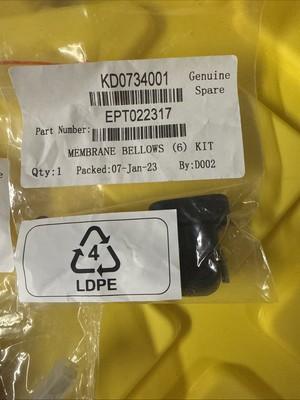 KD0734001
Genuine
Spare
EPT022317
Part Number:
MEMBRANE BELLOWS (6) KIT
Qty:1 Packed:07-Jan-23 By:D002
4
LDPE